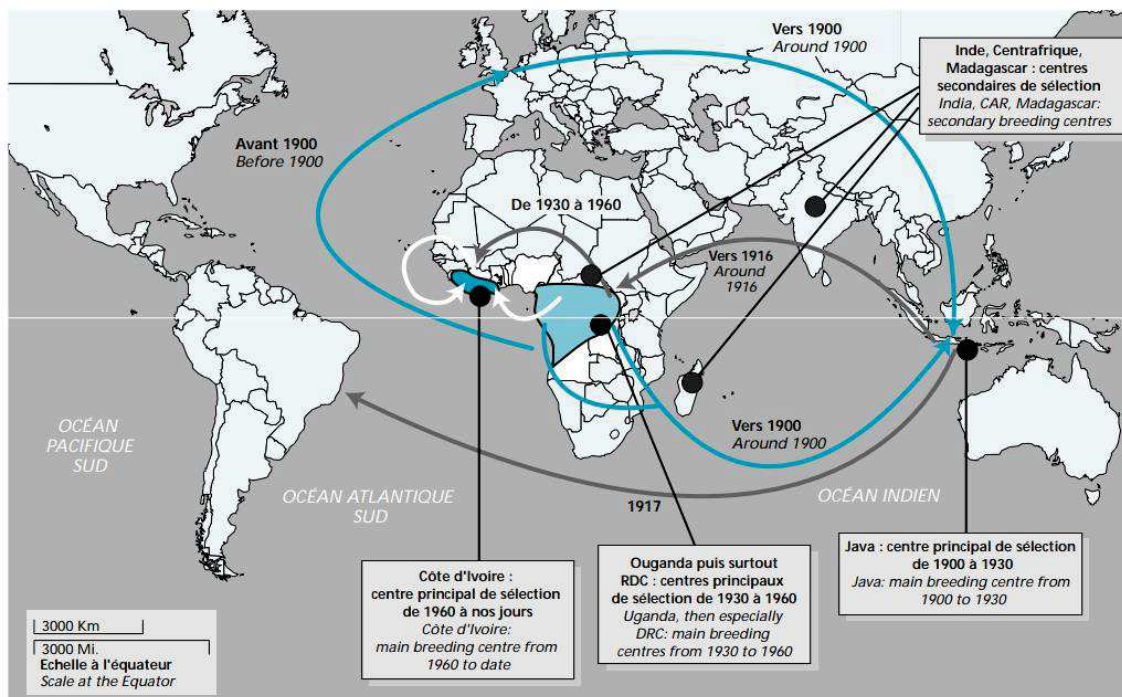 Vers 1900
Around 1900
Inde, Centrafrique,
Madagascar : centres
secondaires de sélection
India, CAR, Madagascar:
secondary breeding centres
Avant 1900
Before 1900
De 1930 à 1960
Vers 1916
Around
1916
OCÉAN
PACIFIQUE
SUD
OCÉAN ATLANTIQUE
SUD
Vers 1900
Around 1900
OCÉAN INDIEN
1917
Côte d'Ivoire :
centre principal de sélection
de 1960 à nos jours
Côte d'Ivoire:
main breeding centre from
1960 to date
Ouganda puis surtout
RDC : centres principaux
de sélection de 1930 à 1960
Uganda, then especially
DRC: main breeding
centres from 1930 to 1960
Java : centre principal de sélection
de 1900 à 1930
Java: main breeding centre from
1900 to 1930
3000 Km
3000 Mi.
Echelle à l'équateur
Scale at the Equator